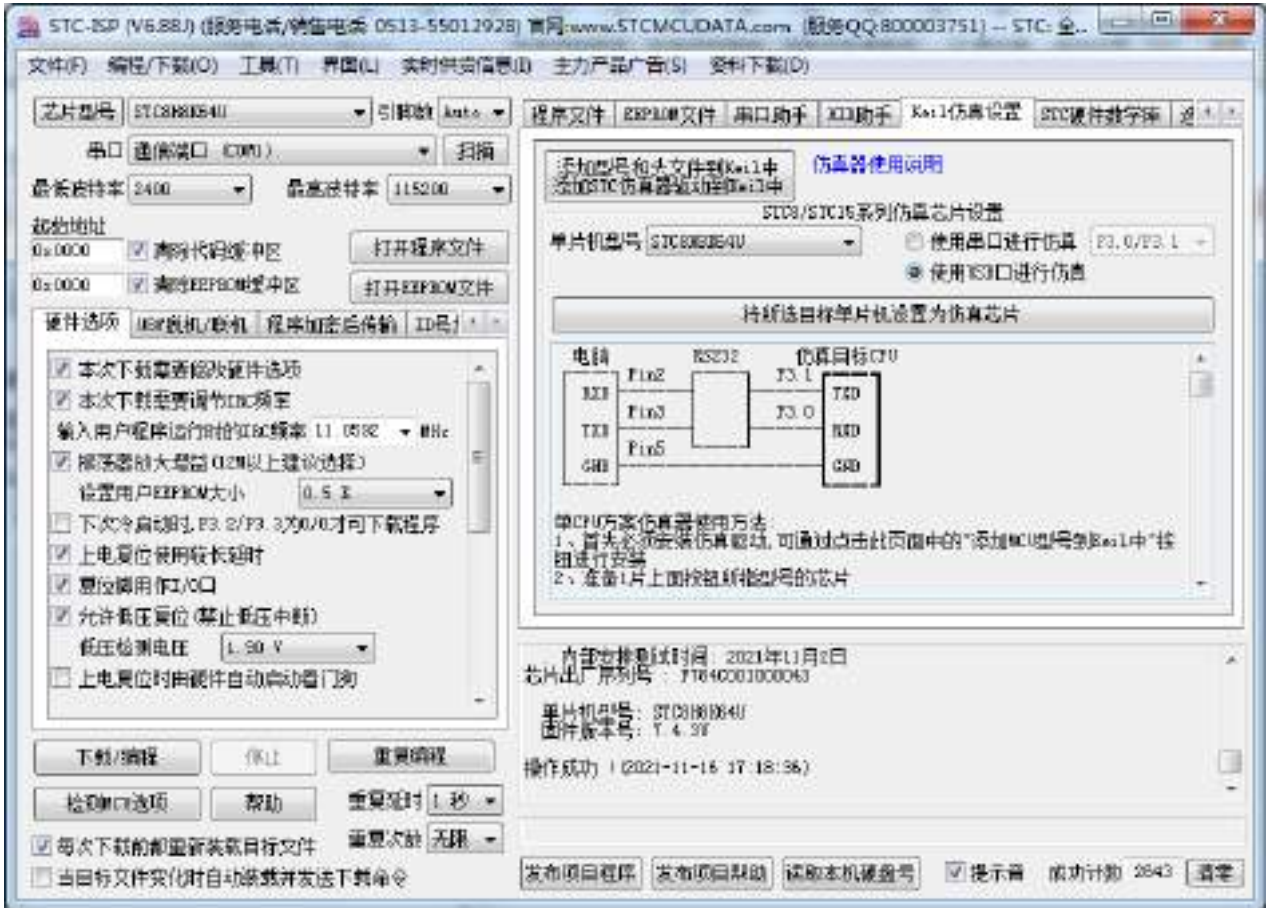 STC-ISP (V6.88J) (服务电话/销售电话: 0513-55012928) 官网:www.STCMCUDATA.com (服务QQ:800003751) -- STC: 全..
文件(F) 编程/下载(O) 工具(T) 界面(L) 实时供货信息(I) 主力产品广告(S) 资料下载(D)
芯片型号 STC8H8K64U 引脚数 Auto
串口 通信端口 (COM1)  扫描
最低波特率 2400 最高波特率 115200
起始地址
0x0000 清除代码缓冲区 打开程序文件
0x0000 清除EEPROM缓冲区 打开EEPROM文件
硬件选项 程序加密后传输
本次下载需要修改硬件选项
本次下载需要调节IRC频率
输入用户程序运行时的IRC频率 11.0592 MHz
振荡器放大增益(12M以上建议选择)
设置用户EEPROM大小 0.5 K
下次冷启动时,P3.2/P3.3为0/0才可下载程序
上电复位使用较长延时
复位脚用作I/O口
允许低压复位(禁止低压中断)
低压检测电压 1.90 V
上电复位时由硬件自动启动看门狗
下载/编程 停止 重复编程
检测MCU选项 帮助 重复延时 1 秒
重复次数 无限
每次下载前都重新装载目标文件
当目标文件变化时自动装载并发送下载命令
程序文件 EEPROM文件 串口助手 Keil仿真设置 STC硬件数学库
添加型号和头文件到Keil中
添加STC仿真器驱动到Keil中
仿真器使用说明
STC8/STC15系列仿真芯片设置
单片机型号 STC8H8K64U 使用串口进行仿真 P3.0/P3.1
使用USB口进行仿真
将所选目标单片机设置为仿真芯片
电脑 RS232 仿真目标CPU
RXD Pin2 P3.1 TXD
TXD Pin3 P3.0 RXD
GND Pin5 GND
单CPU方案仿真器使用方法:
1、首先必须安装仿真驱动,可通过点击此页面中的"添加MCU型号到Keil中"按
钮进行安装
2、准备1片上面按钮所指型号的芯片
内部安排测试时间: 2021年11月2日
芯片出厂序列号 :
单片机型号: STC8H8K64U
固件版本号:
操作成功 !(2021-11-16 17:18:36)
发布项目程序 发布项目帮助 读取本机硬盘号 提示音 成功计数 2643 清零